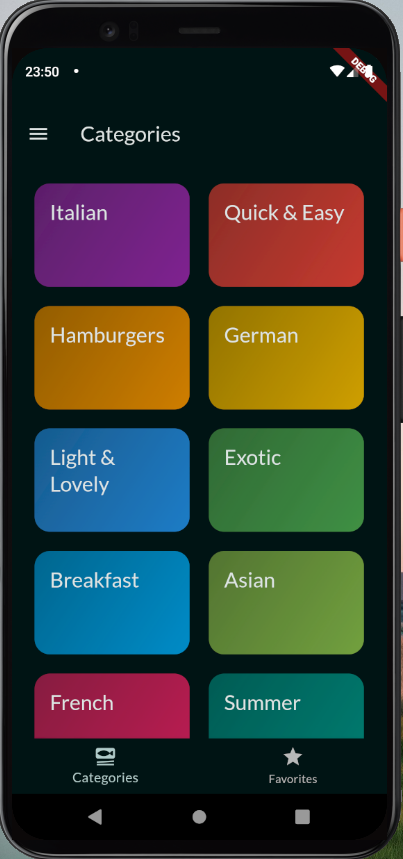 23:50
DEBUG
Categories
Italian
Quick & Easy
Hamburgers
German
Light &
Lovely
Exotic
Breakfast
Asian
French
Summer
Categories
Favorites